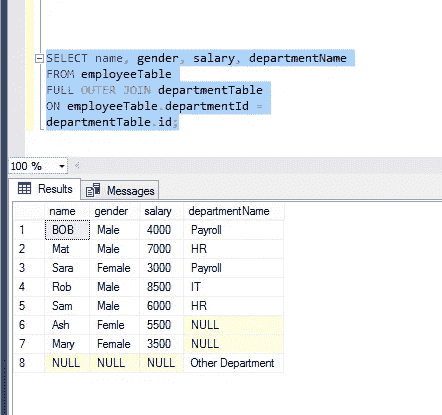 SELECT name, gender, salary, departmentName
FROM employeeTable
FULL OUTER JOIN departmentTable
ON employeeTable.departmentId =
departmentTable.id;
100 %
Results Messages
name gender salary departmentName
1 BOB Male 4000 Payroll
2 Mat Male 7000 HR
3 Sara Female 3000 Payroll
4 Rob Male 8500 IT
5 Sam Male 6000 HR
6 Ash Femle 5500 NULL
7 Mary Female 3500 NULL
8 NULL NULL NULL Other Department